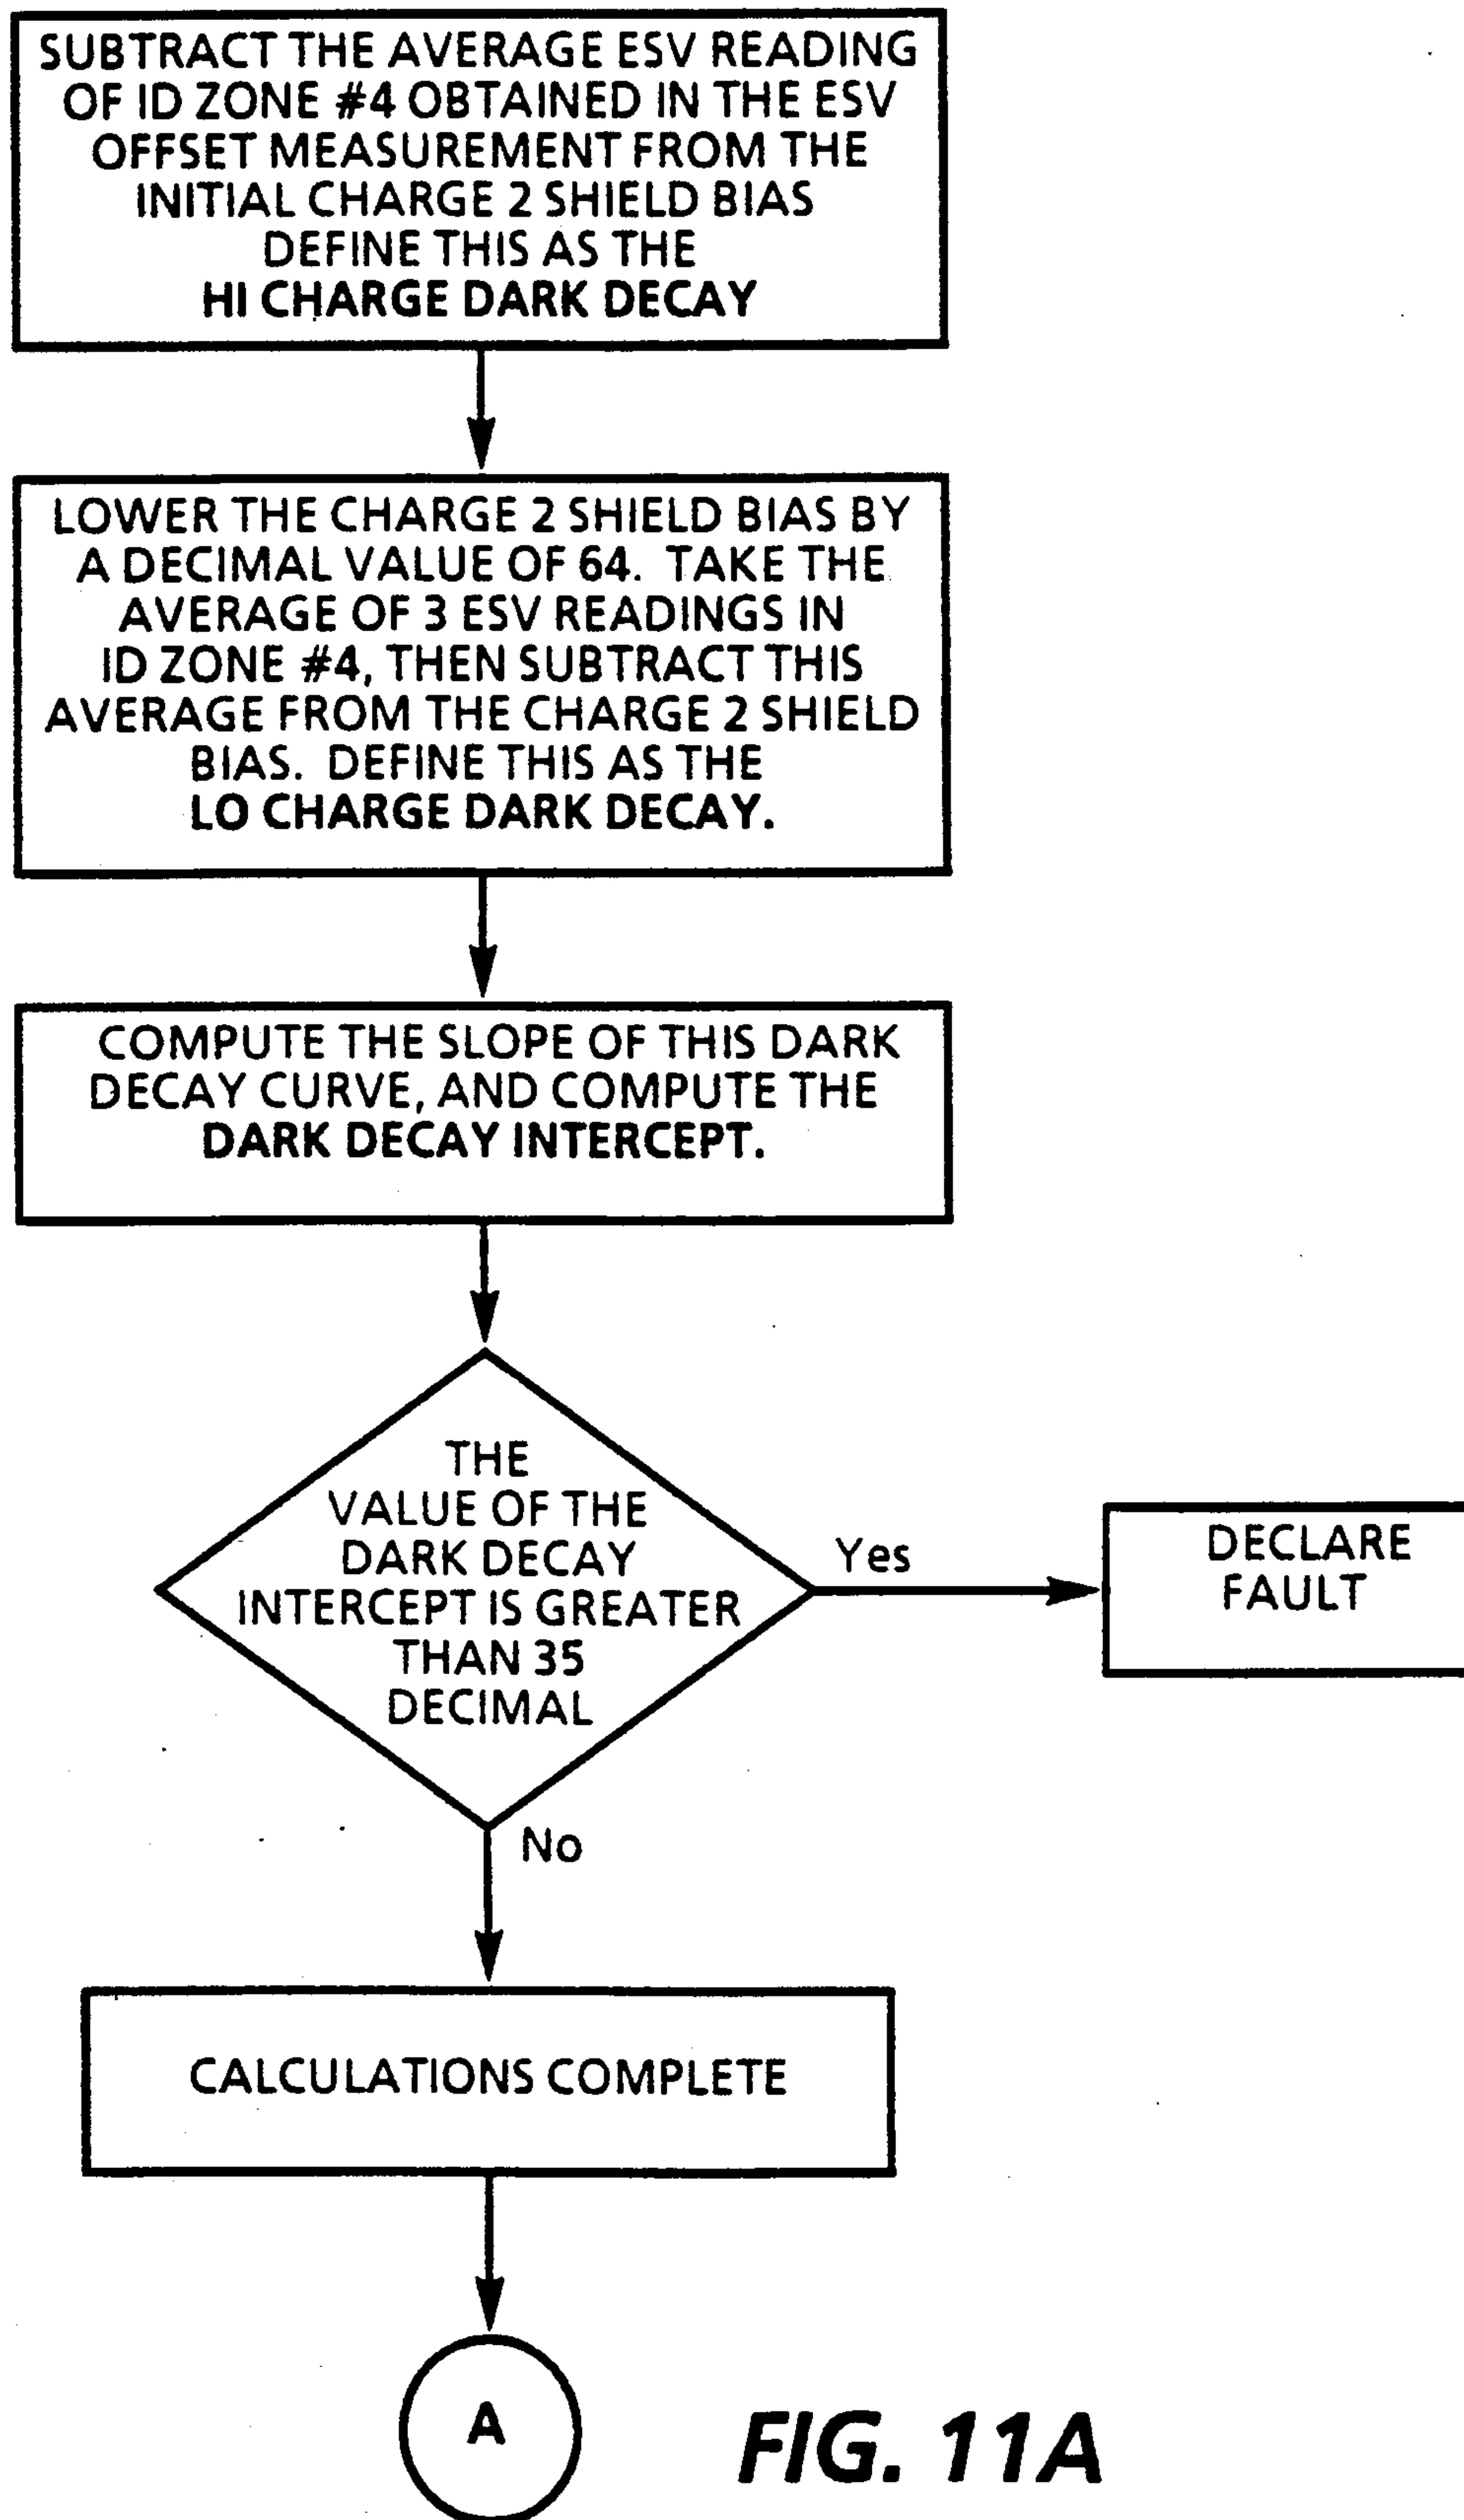 SUBTRACT THE AVERAGE ESV READING
OF ID ZONE #4 OBTAINED IN THE ESV
OFFSET MEASUREMENT FROM THE
INITIAL CHARGE 2 SHIELD BIAS
DEFINE THIS AS THE
HI CHARGE DARK DECAY
LOWER THE CHARGE 2 SHIELD BIAS BY
A DECIMAL VALUE OF 64. TAKE THE
AVERAGE OF 3 ESV READINGS IN
ID ZONE #4, THEN SUBTRACT THIS
AVERAGE FROM THE CHARGE 2 SHIELD
BIAS. DEFINE THIS AS THE
LO CHARGE DARK DECAY.
COMPUTE THE SLOPE OF THIS DARK
DECAY CURVE, AND COMPUTE THE
DARK DECAY INTERCEPT.
THE
VALUE OF THE
DARK DECAY
INTERCEPT IS GREATER
THAN 35
DECIMAL
Yes
DECLARE
FAULT
No
CALCULATIONS COMPLETE
A
FIG. 11A